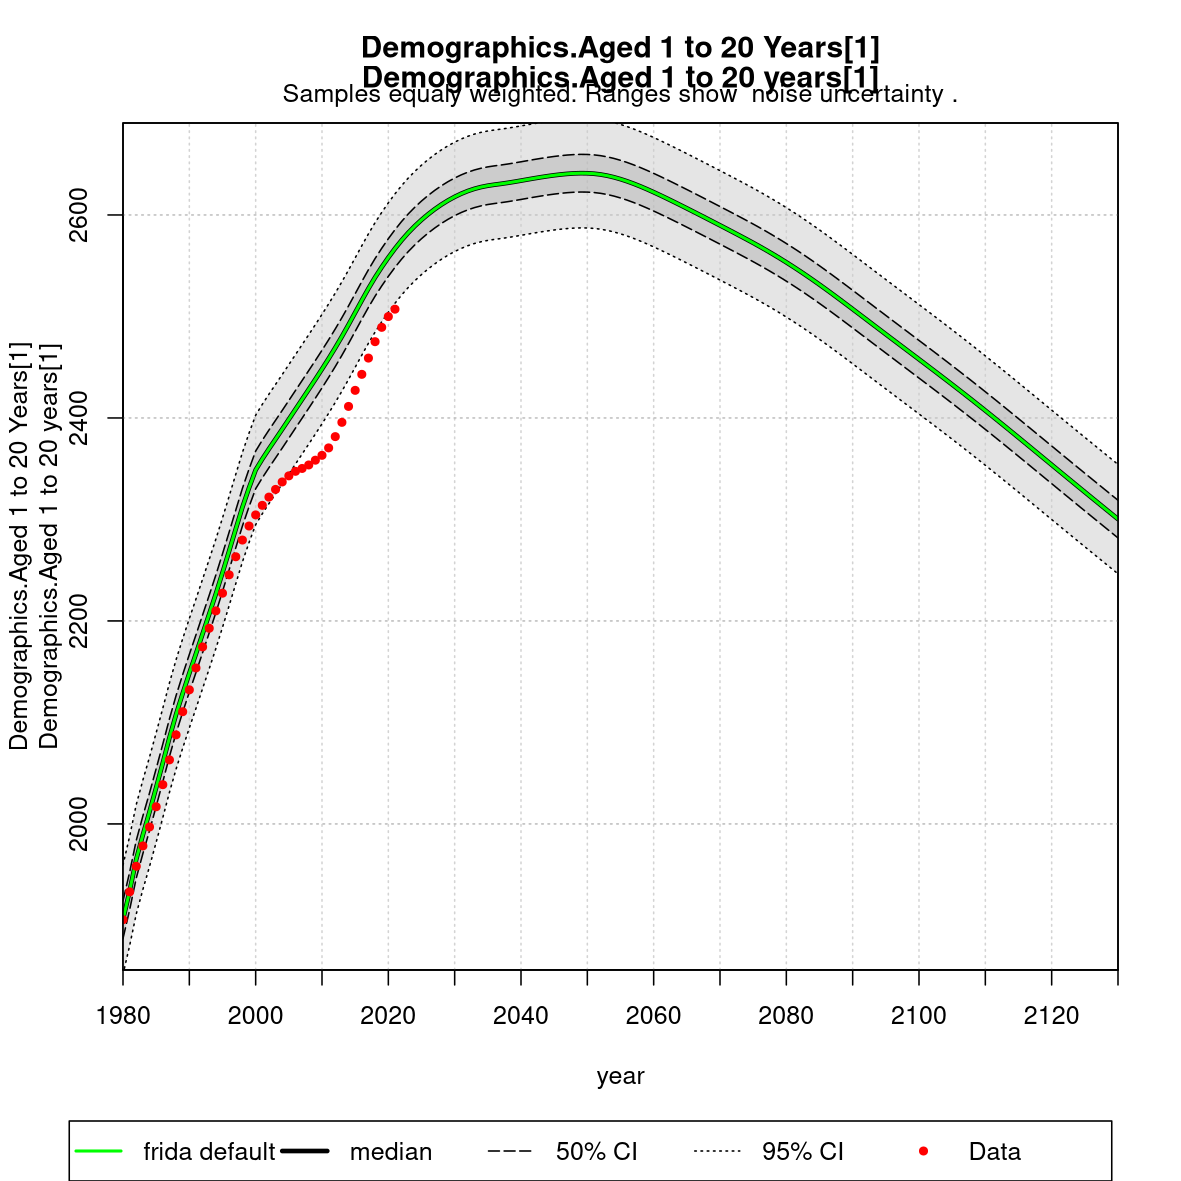 Demographics.Aged 1 to 20 Years[1]
Demographics.Aged 1 to 20 years[1]
Samples equaly weighted. Ranges show  noise uncertainty .
Demographics.Aged 1 to 20 Years[1]
Demographics.Aged 1 to 20 years[1]
2600
2400
2200
2000
1980 2000 2020 2040 2060 2080 2100 2120
year
frida default median 50% CI 95% CI Data